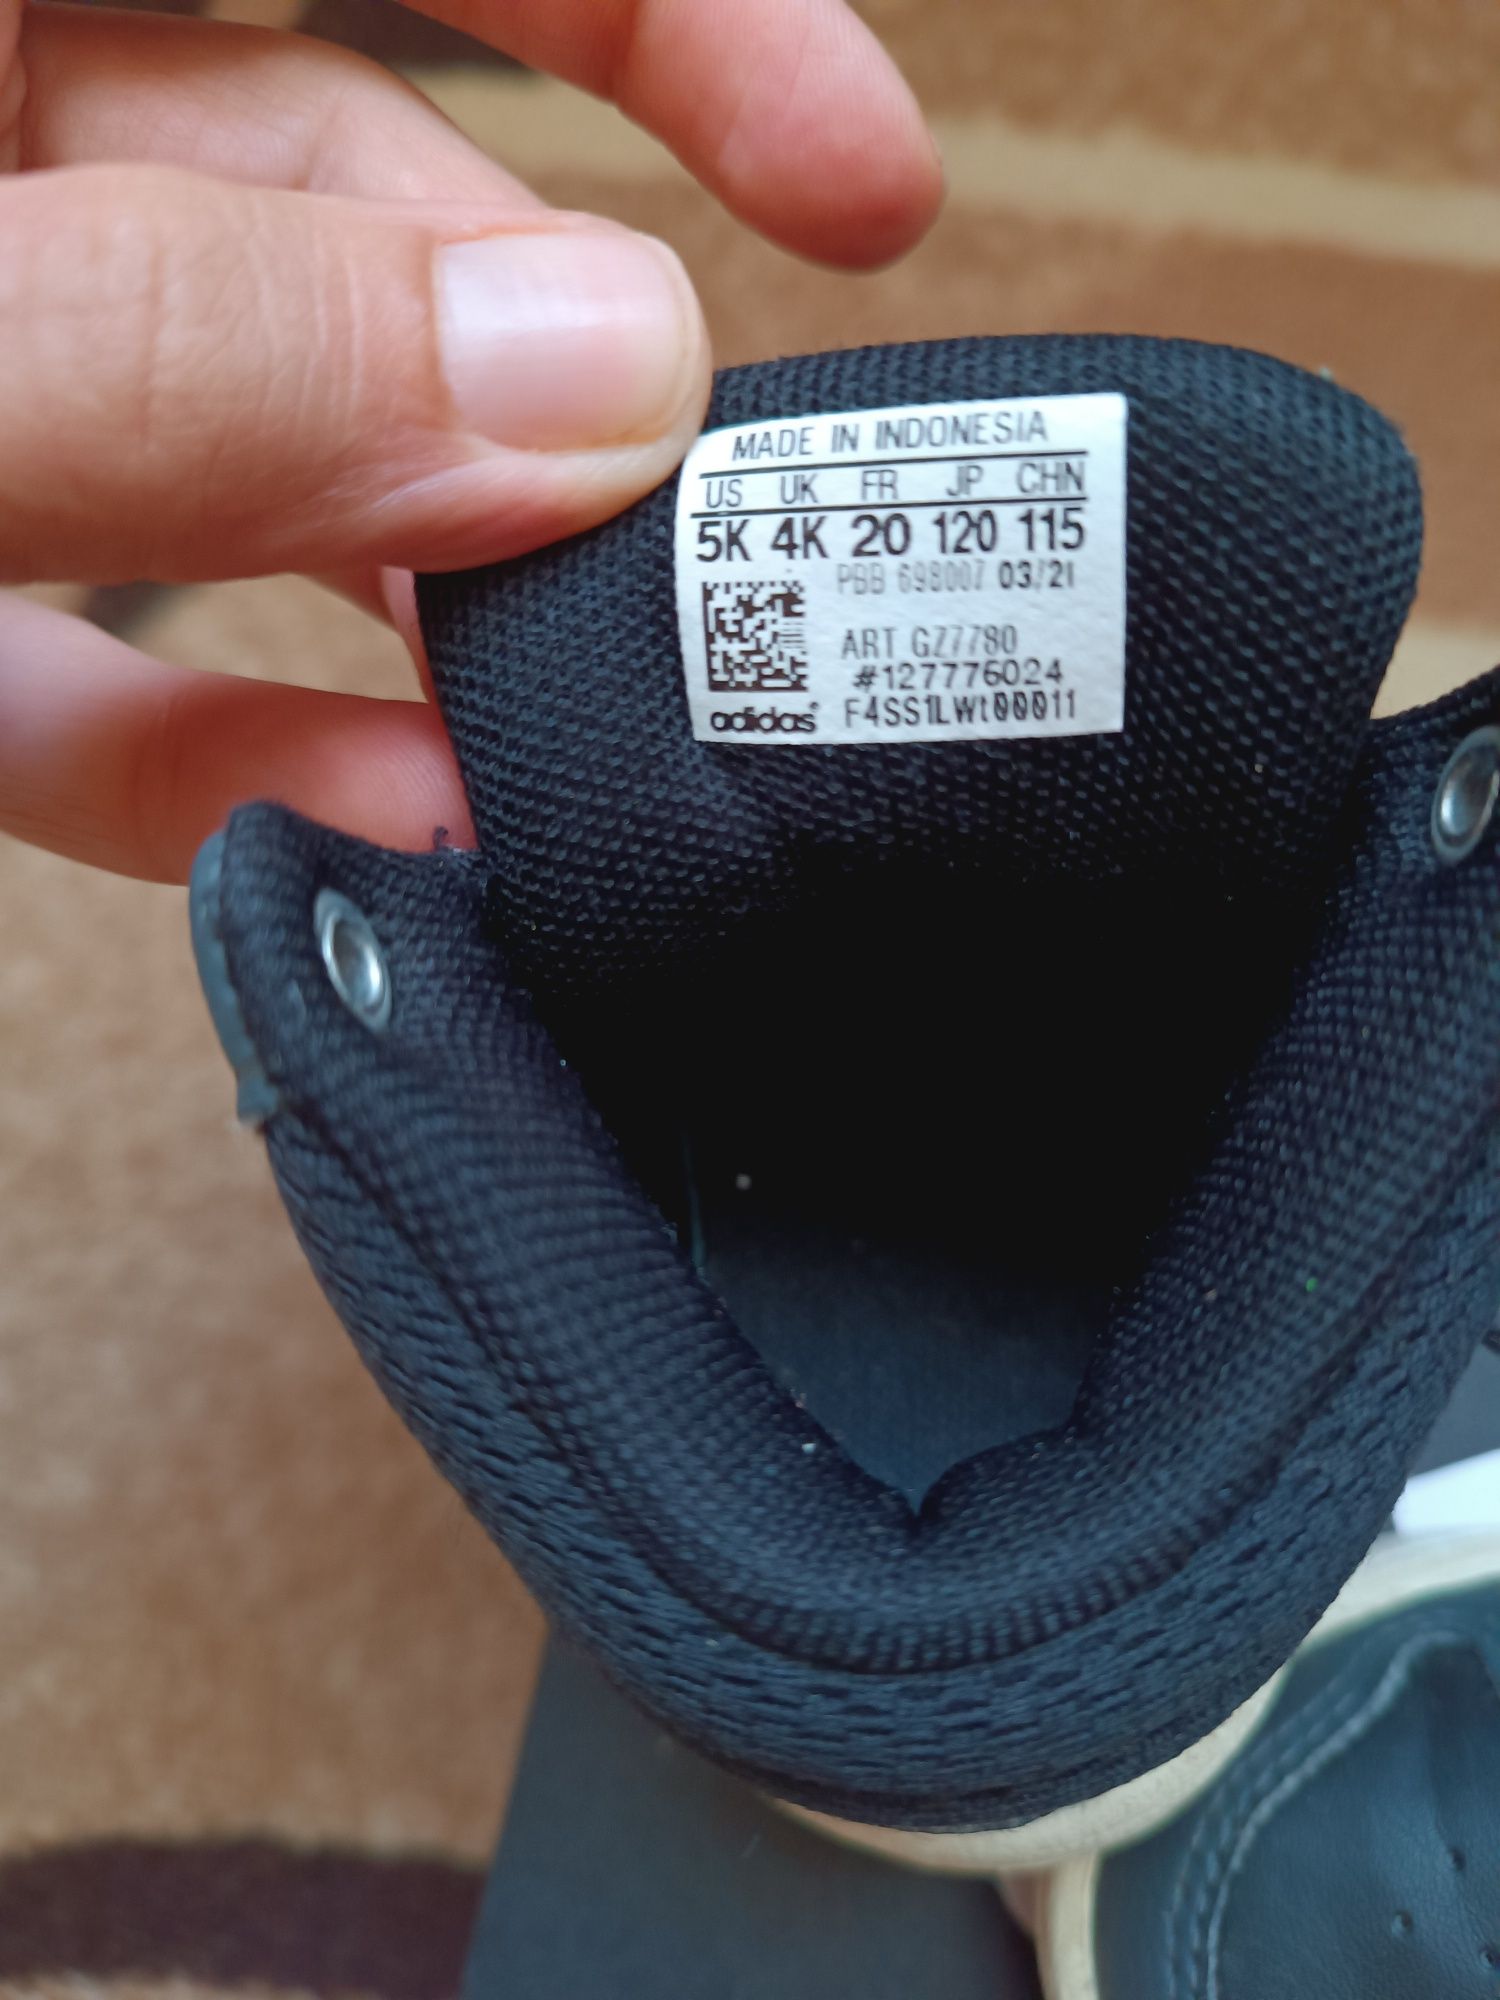 MADE IN INDONESIA
US UK FR JP CHN
5K 4K 20 120 115
PBB 698007 03/21
ART GZ7780
#127776024
adidas® F4SS1LWt00011